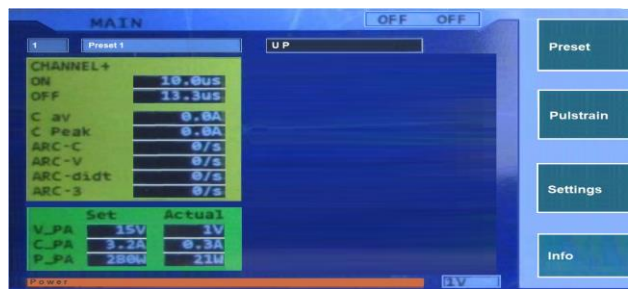 MAIN
OFF OFF
1 Preset 1 UP
CHANNEL+
ON 10.0us
OFF 13.3us
C av 0.0A
C Peak 0.0A
ARC-C 0/s
ARC-V 0/s
ARC-didt 0/s
ARC-3 0/s
Set Actual
V_PA 15V 1V
C_PA 3.2A 0.3A
P_PA 280W 21W
Power 1V
Preset
Pulstrain
Settings
Info